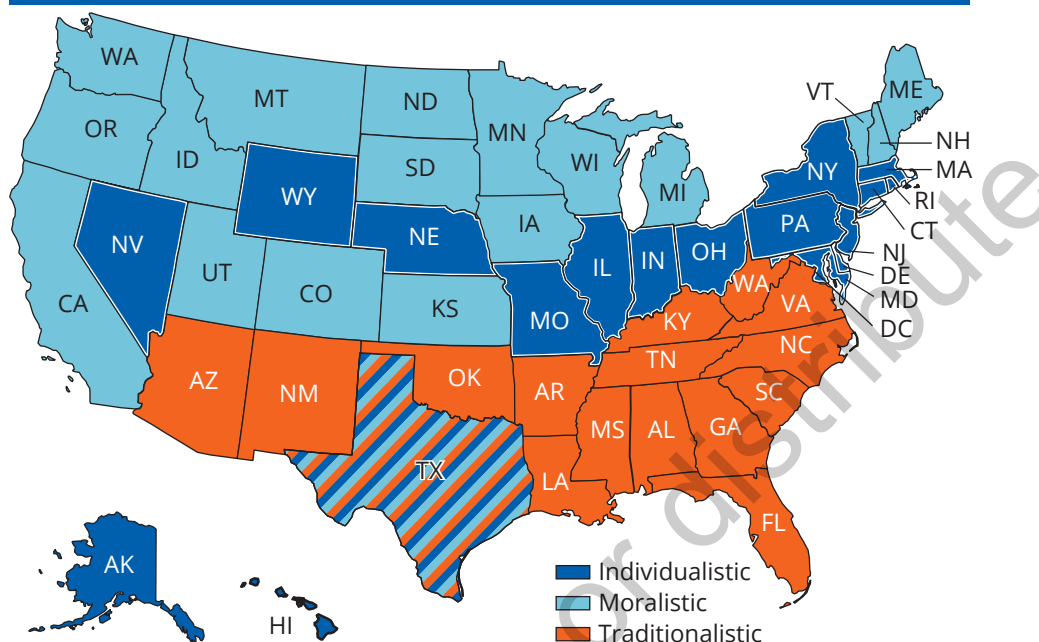 WA
MT
ND
MN
OR
ID
SD
WI
MI
WY
IA
NE
NV
UT
CO
CA
KS
IL
IN
OH
MO
PA
NY
VT
ME
NH
MA
RI
CT
NJ
DE
MD
DC
WA
VA
KY
NC
TN
SC
AZ
NM
OK
AR
MS
AL
GA
TX
LA
FL
AK
HI
Individualistic
Moralistic
Traditionalistic
or distribute